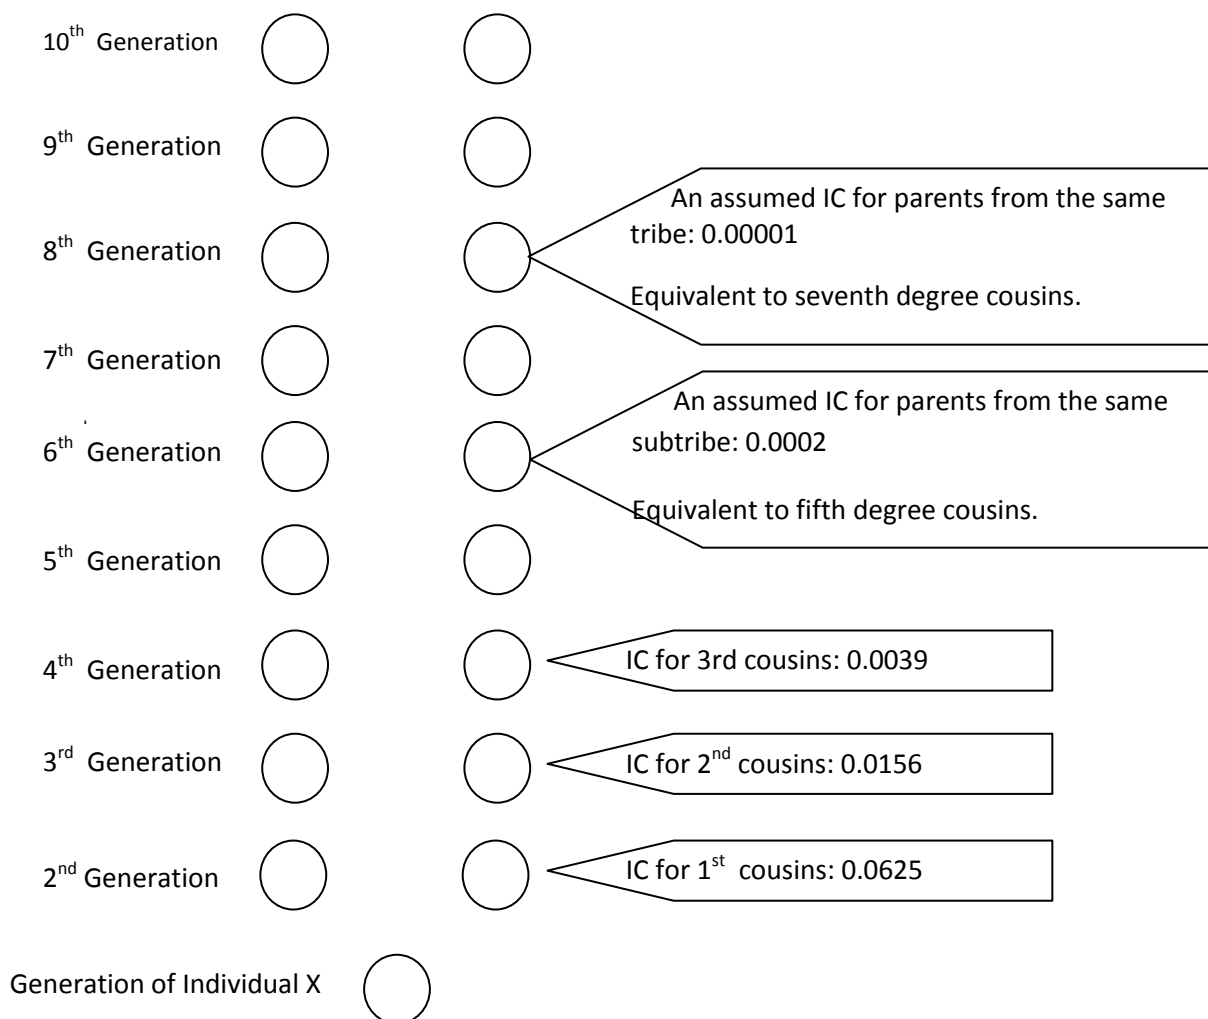 10th Generation
9th Generation
An assumed IC for parents from the same
tribe: 0.00001
8th Generation
Equivalent to seventh degree cousins.
7th Generation
An assumed IC for parents from the same
subtribe: 0.0002
6th Generation
Equivalent to fifth degree cousins.
5th Generation
4th Generation
IC for 3rd cousins: 0.0039
3rd Generation
IC for 2nd cousins: 0.0156
2nd Generation
IC for 1st cousins: 0.0625
Generation of Individual X